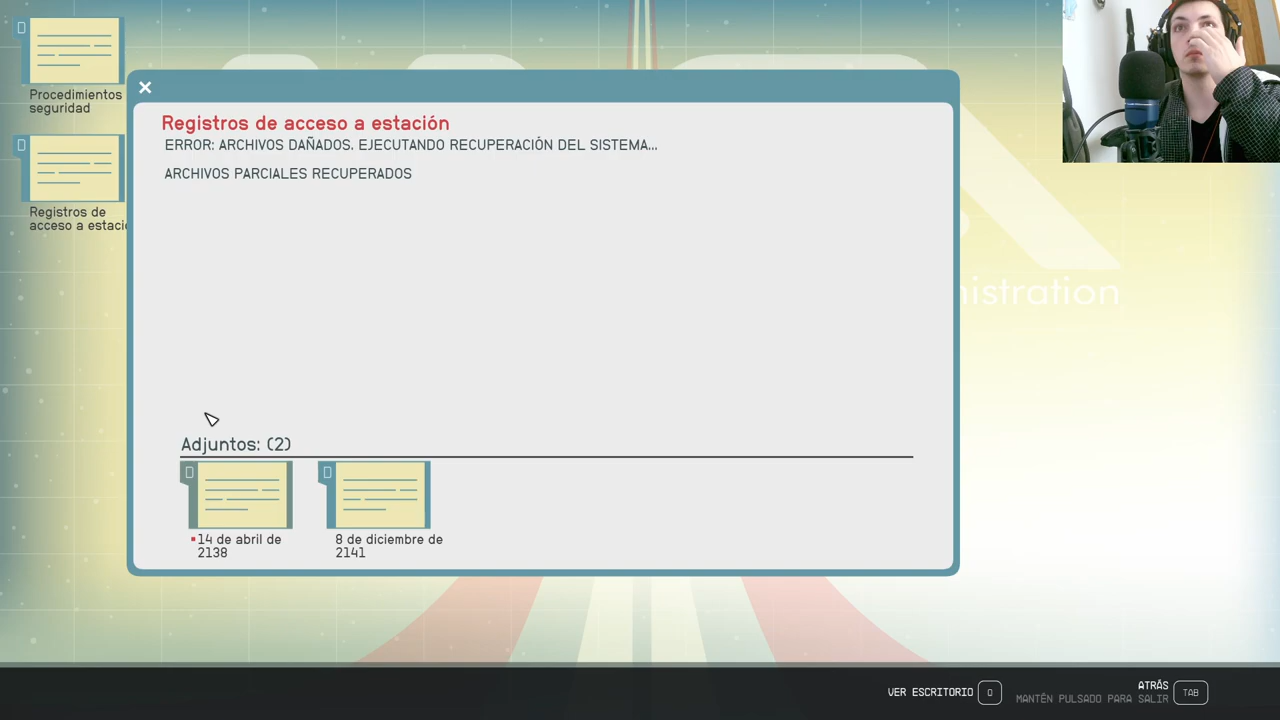 Procedimientos
seguridad
Registros de
acceso a estació
Registros de acceso a estación
ERROR: ARCHIVOS DAÑADOS. EJECUTANDO RECUPERACIÓN DEL SISTEMA...
ARCHIVOS PARCIALES RECUPERADOS
Adjuntos: (2)
14 de abril de
2138
8 de diciembre de
2141
nistration
VER ESCRITORIO Q
ATRÁS
MANTÉN PULSADO PARA SALIR TAB